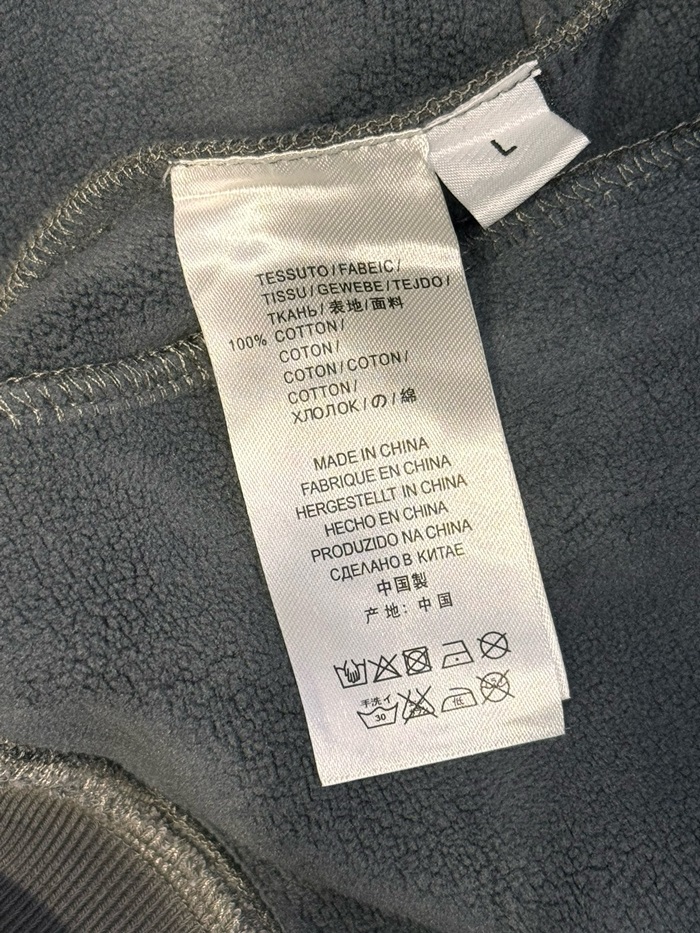 L
TESSUTO / FABEIC /
TISSU / GEWEBE / TEJDO /
ТКАНЬ / 表地 / 面料
100% COTTON /
COTON /
COTON / COTON /
COTTON /
ХЛОЛОК / の / 綿
MADE IN CHINA
FABRIQUE EN CHINA
HERGESTELLT IN CHINA
HECHO EN CHINA
PRODUZIDO NA CHINA
СДЕЛАНО В КИТАЕ
中国製
产地: 中国
手洗イ
30
低